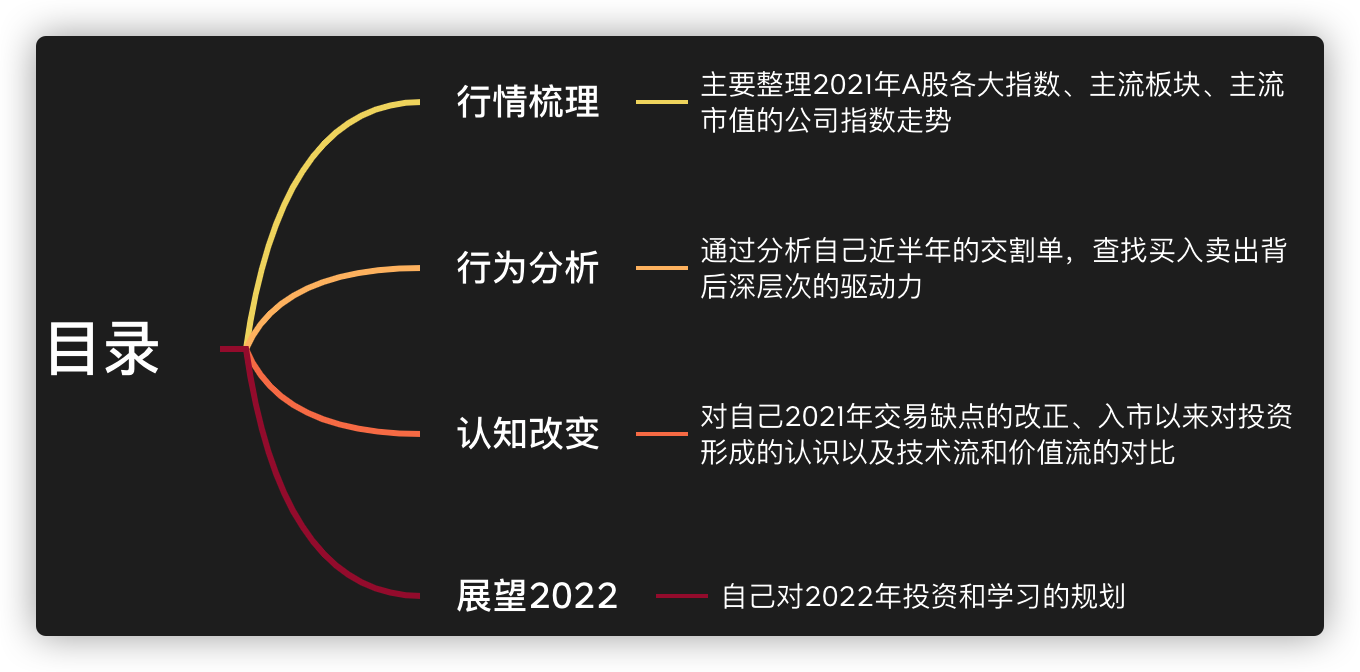 目录
行情梳理
主要整理2021年A股各大指数、主流板块、主流
市值的公司指数走势
行为分析
通过分析自己近半年的交割单，查找买入卖出背
后深层次的驱动力
认知改变
对自己2021年交易缺点的改正、入市以来对投资
形成的认识以及技术流和价值流的对比
展望2022
自己对2022年投资和学习的规划